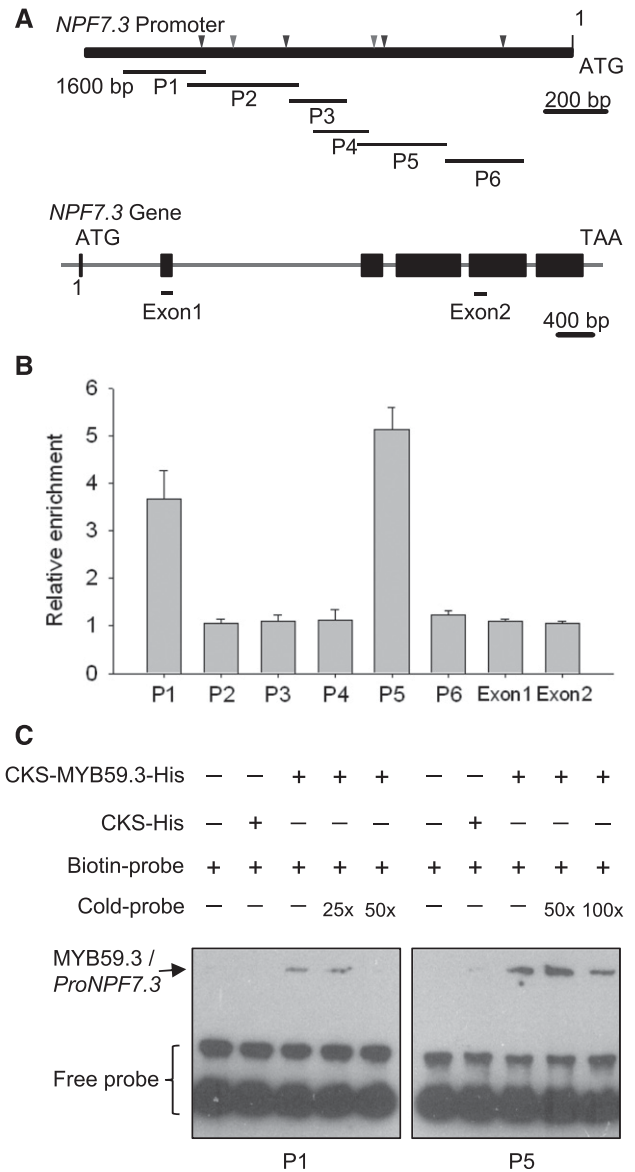 A
NPF7.3 Promoter
1
ATG
1600 bp
P1
P2
P3
P4
P5
P6
200 bp
NPF7.3 Gene
ATG
TAA
1
Exon1
Exon2
400 bp
B
Relative enrichment
6
5
4
3
2
1
0
P1 P2 P3 P4 P5 P6 Exon1 Exon2
C
CKS-MYB59.3-His − − + + + − − + + +
CKS-His − + − − − − + − − −
Biotin-probe + + + + + + + + + +
Cold-probe − − − 25x 50x − − − 50x 100x
MYB59.3 /
ProNPF7.3
Free probe
P1 P5